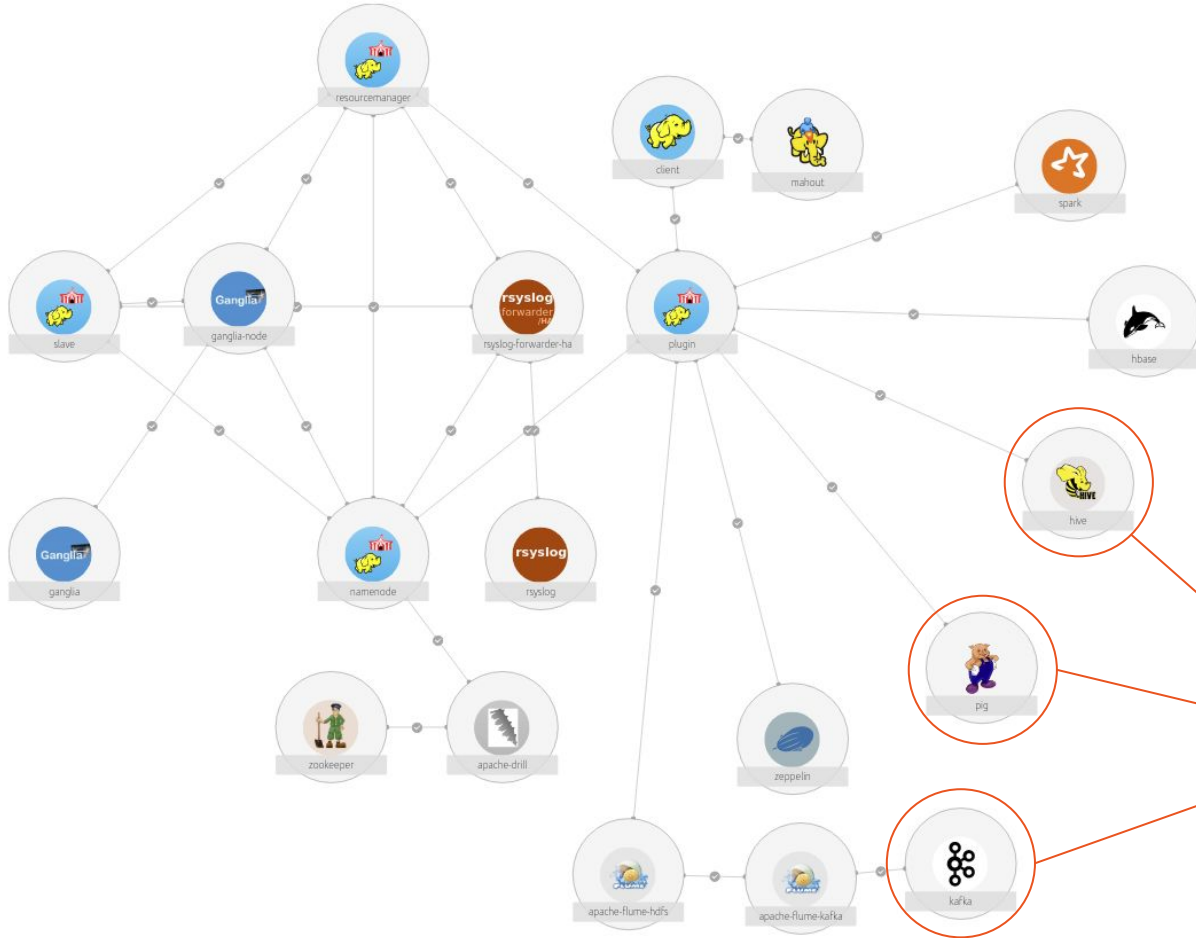 resourcemanager
client
mahout
spark
slave
Ganglia
ganglia-node
rsyslog
forwarder
/HA
rsyslog-forwarder-ha
plugin
hbase
HIVE
hive
Ganglia
ganglia
namenode
rsyslog
rsyslog
pig
zookeeper
apache-drill
zeppelin
apache-flume-hdfs
apache-flume-kafka
kafka